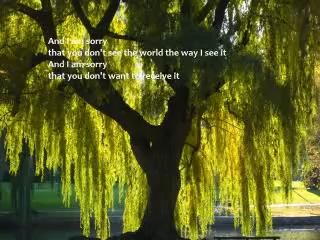 And I am sorry
that you don't see the world the way I see it
And I am sorry
that you don't want to receive it